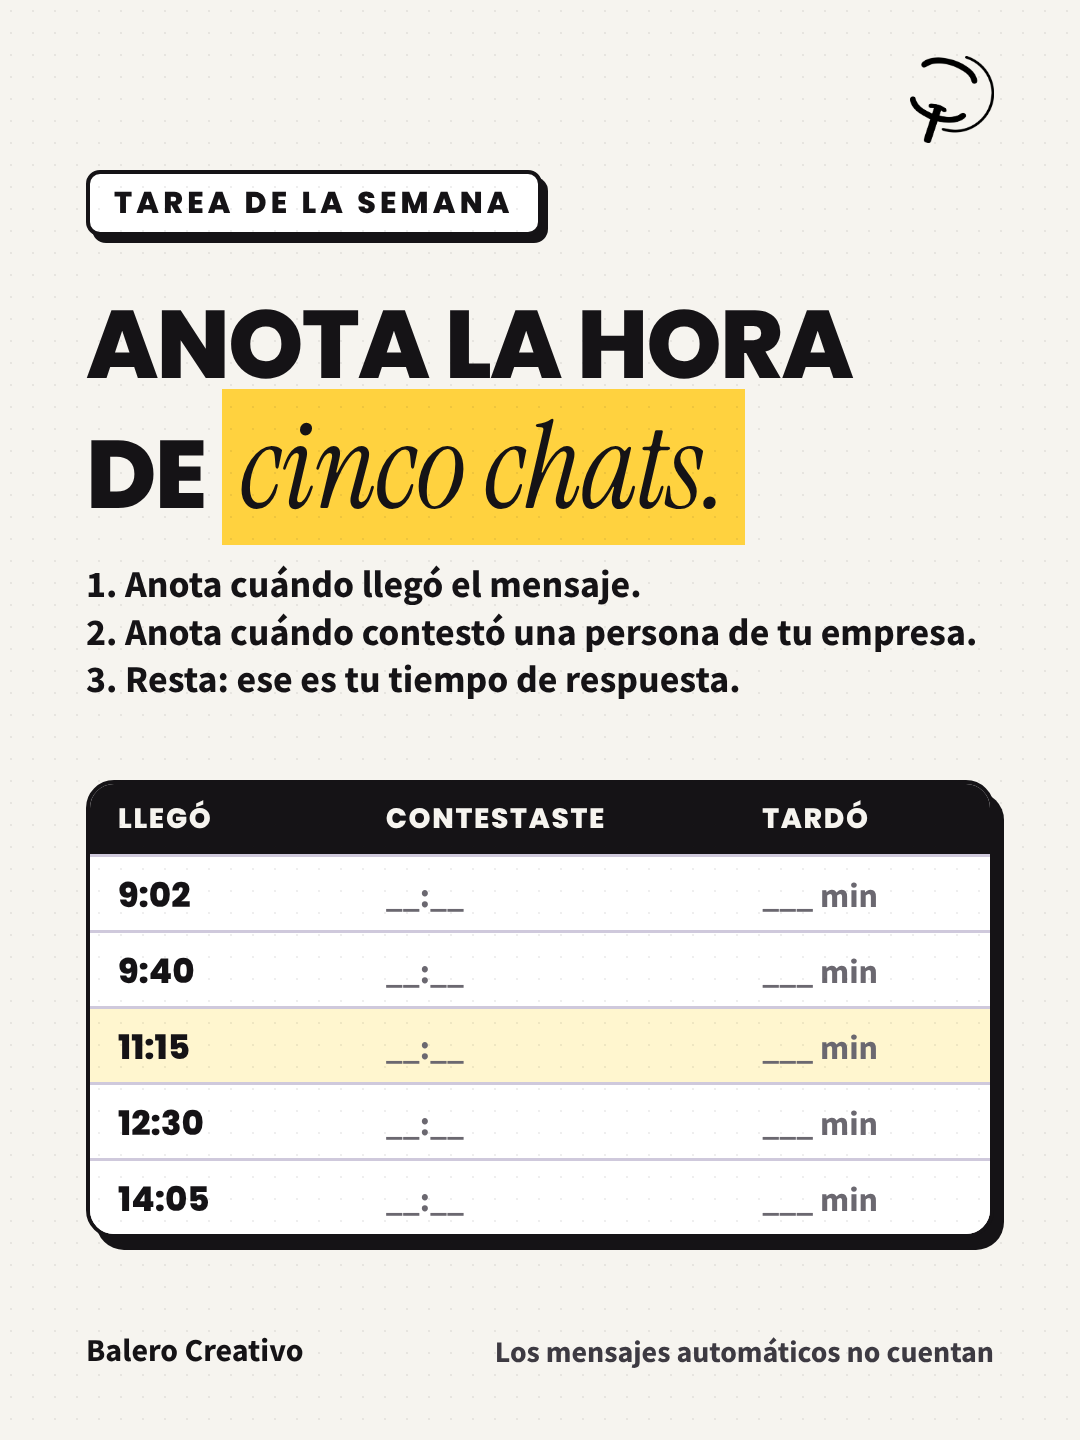 TAREA DE LA SEMANA
ANOTA LA HORA
DE cinco chats.
1. Anota cuándo llegó el mensaje.
2. Anota cuándo contestó una persona de tu empresa.
3. Resta: ese es tu tiempo de respuesta.
LLEGÓ CONTESTASTE TARDÓ
9:02 __:__ ___ min
9:40 __:__ ___ min
11:15 __:__ ___ min
12:30 __:__ ___ min
14:05 __:__ ___ min
Balero Creativo Los mensajes automáticos no cuentan